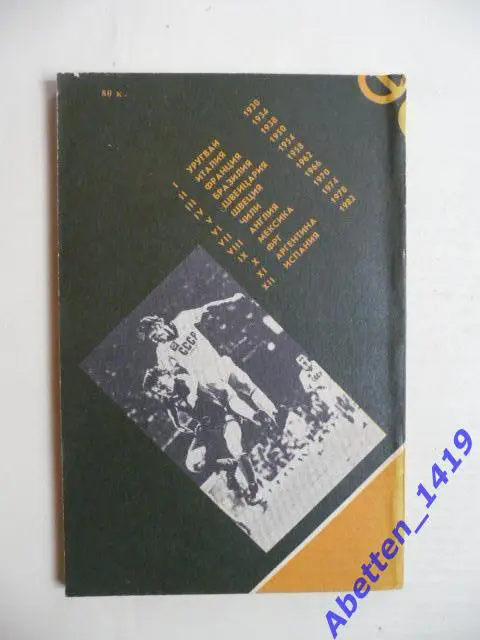 80 к.
I УРУГВАЙ 1930
II ИТАЛИЯ 1934
III ФРАНЦИЯ 1938
IV БРАЗИЛИЯ 1950
V ШВЕЙЦАРИЯ 1954
VI ШВЕЦИЯ 1958
VII ЧИЛИ 1962
VIII АНГЛИЯ 1966
IX МЕКСИКА 1970
X ФРГ 1974
XI АРГЕНТИНА 1978
XII ИСПАНИЯ 1982
СССР
Abetten_1419